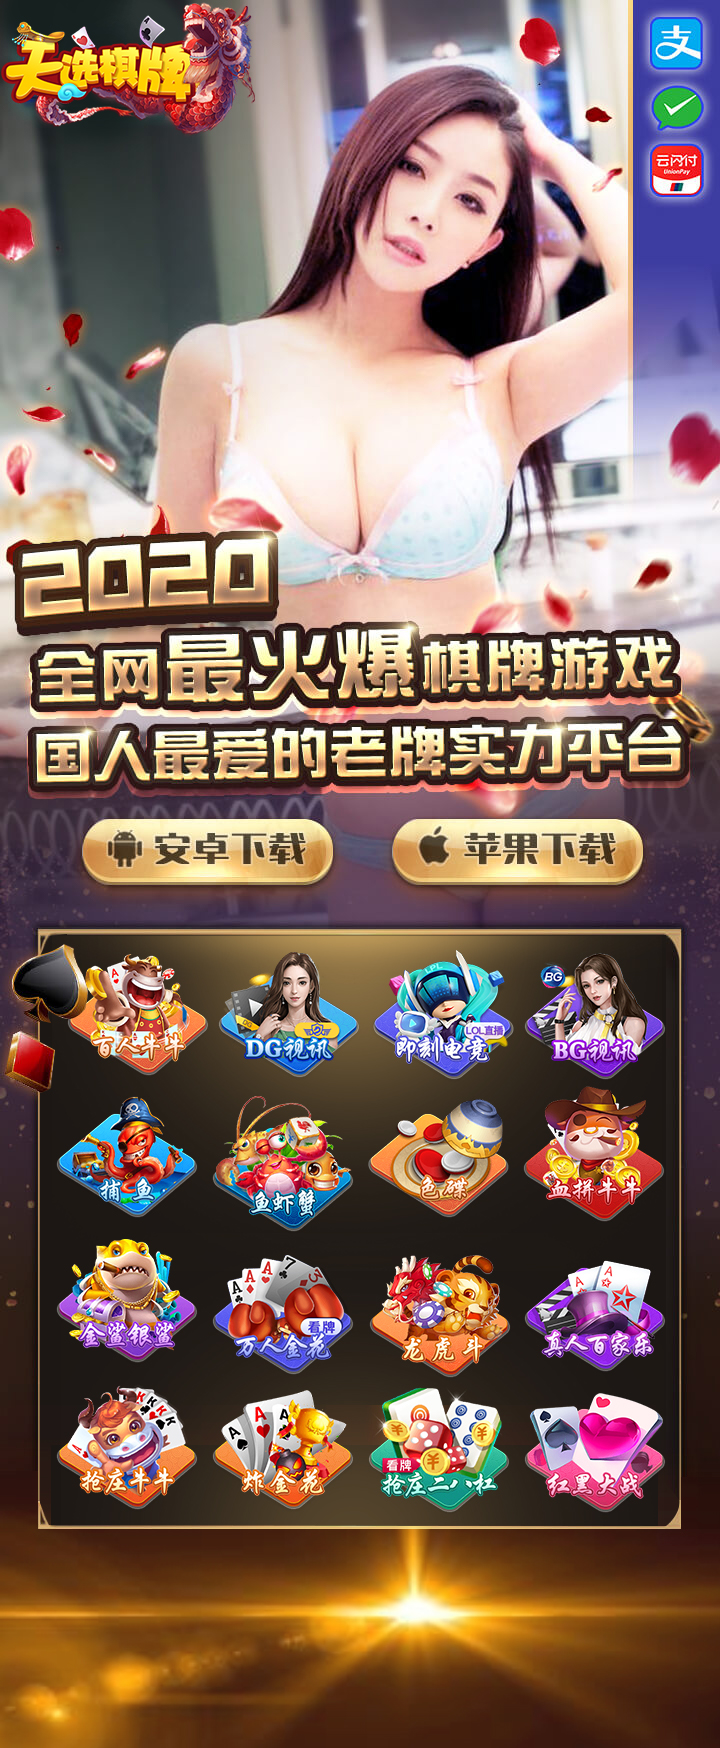 天选棋牌
支
云闪付
UnionPay
2020
全网最火爆棋牌游戏
国人最爱的老牌实力平台
安卓下载
苹果下载
百人牛牛
DG视讯
LOL直播
即刻电竞
BG
BG视讯
捕鱼
鱼虾蟹
色碟
血拼牛牛
金鲨银鲨
看牌
万人金花
龙虎斗
真人百家乐
抢庄牛牛
炸金花
看牌
抢庄二八杠
红黑大战